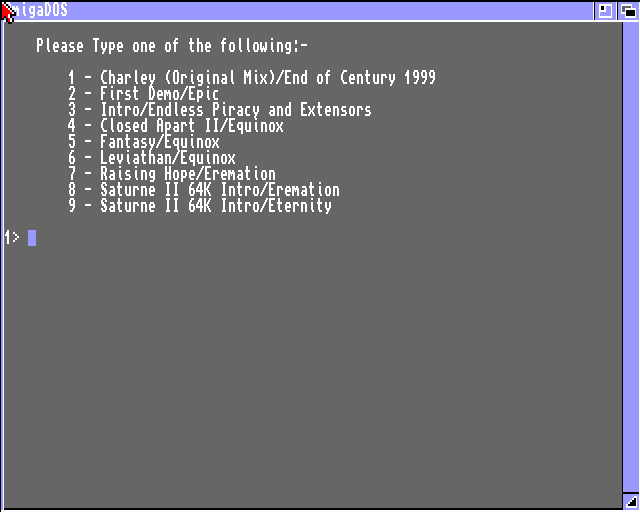 AmigaDOS
Please Type one of the following:-
1 - Charley (Original Mix)/End of Century 1999
2 - First Demo/Epic
3 - Intro/Endless Piracy and Extensors
4 - Closed Apart II/Equinox
5 - Fantasy/Equinox
6 - Leviathan/Equinox
7 - Raising Hope/Eremation
8 - Saturne II 64K Intro/Eremation
9 - Saturne II 64K Intro/Eternity
1>